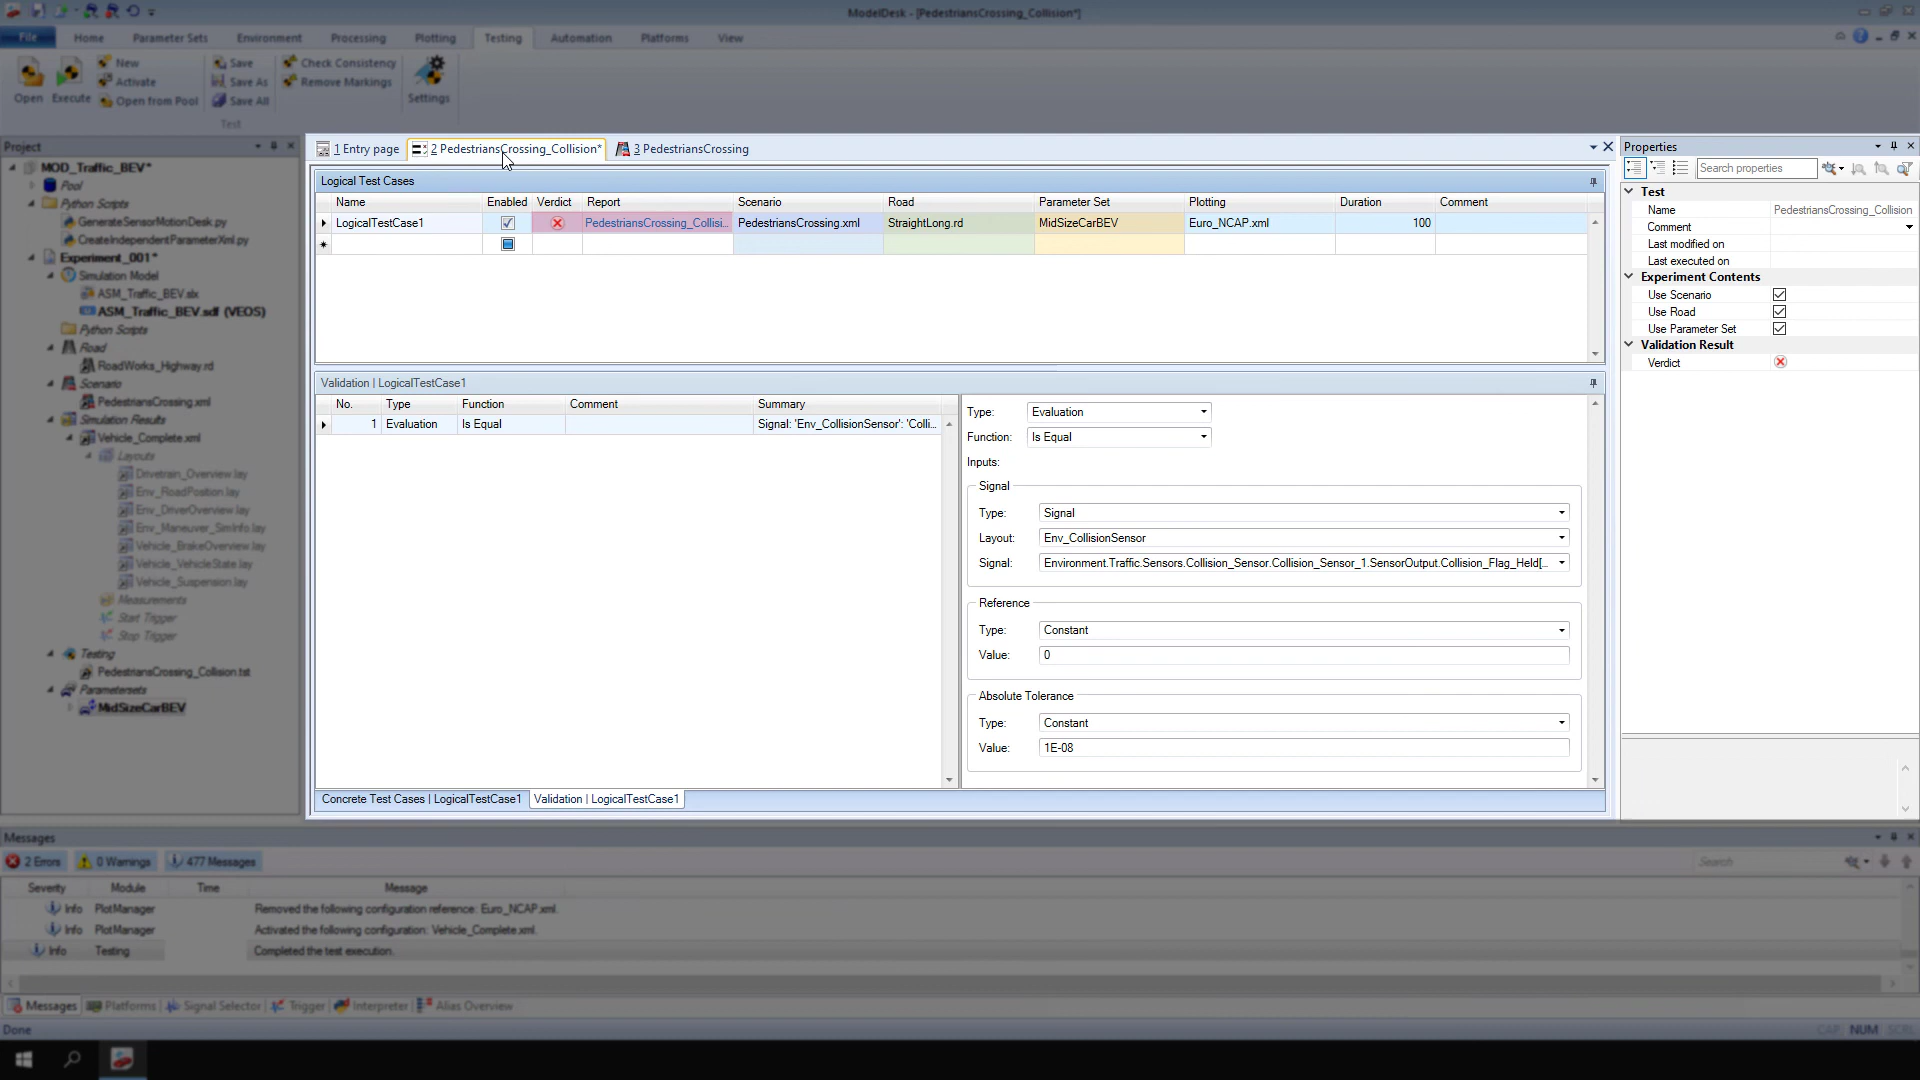 ModelDesk - [PedestriansCrossing_Collision*]
File Home Parameter Sets Environment Processing Plotting Testing Automation Platforms View
Open Execute New Activate Open from Pool Save Save As Save All Check Consistency Remove Markings Settings
Test
Project
MOD_Traffic_BEV*
Pool
Python Scripts
GenerateSensorMotionDesk.py
CreateIndependentParameterXml.py
Experiment_001*
Simulation Model
ASM_Traffic_BEV.slx
ASM_Traffic_BEV.sdf (VEOS)
Python Scripts
Road
RoadWorks_Highway.rd
Scenario
PedestriansCrossing.xml
Simulation Results
Vehicle_Complete.xml
Layouts
Drivetrain_Overview.lay
Env_RoadPosition.lay
Env_DriverOverview.lay
Env_Maneuver_SimInfo.lay
Vehicle_BrakeOverview.lay
Vehicle_VehicleState.lay
Vehicle_Suspension.lay
Measurements
Start Trigger
Stop Trigger
Testing
PedestriansCrossing_Collision.tst
Parametersets
MidSizeCarBEV
1 Entry page 2 PedestriansCrossing_Collision* 3 PedestriansCrossing
Logical Test Cases
Name Enabled Verdict Report Scenario Road Parameter Set Plotting Duration Comment
LogicalTestCase1 PedestriansCrossing_Collisi... PedestriansCrossing.xml StraightLong.rd MidSizeCarBEV Euro_NCAP.xml 100
Validation | LogicalTestCase1
No. Type Function Comment Summary
1 Evaluation Is Equal Signal: 'Env_CollisionSensor': 'Colli...
Type: Evaluation
Function: Is Equal
Inputs:
Signal
Type: Signal
Layout: Env_CollisionSensor
Signal: Environment.Traffic.Sensors.Collision_Sensor.Collision_Sensor_1.SensorOutput.Collision_Flag_Held[...
Reference
Type: Constant
Value: 0
Absolute Tolerance
Type: Constant
Value: 1E-08
Concrete Test Cases | LogicalTestCase1 Validation | LogicalTestCase1
Properties
Search properties
Test
Name PedestriansCrossing_Collision
Comment
Last modified on
Last executed on
Experiment Contents
Use Scenario
Use Road
Use Parameter Set
Validation Result
Verdict
Messages
2 Errors 0 Warnings 477 Messages Search
Severity Module Time Message
Info PlotManager Removed the following configuration reference: Euro_NCAP.xml.
Info PlotManager Activated the following configuration: Vehicle_Complete.xml.
Info Testing Completed the test execution.
Messages Platforms Signal Selector Trigger Interpreter Alias Overview
Done CAP NUM SCRL